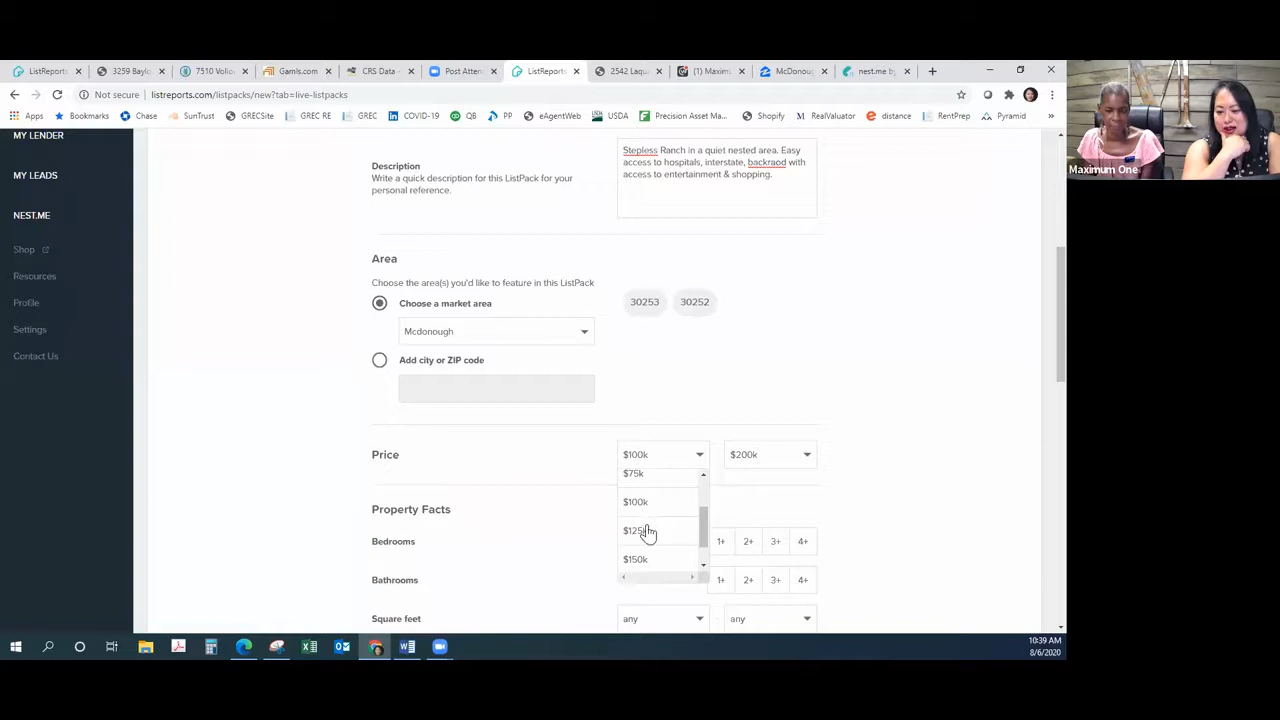 ListReports
3259 Baylo
7510 Volio
Gamls.com
CRS Data -
Post Atten
ListReports
2542 Laqu
(1) Maxim
McDonoug
nest.me by
Not secure
listreports.com/listpacks/new?tab=live-listpacks
Apps
Bookmarks
Chase
SunTrust
GRECSite
GREC RE
GREC
COVID-19
QB
PP
eAgentWeb
USDA
Precision Asset Ma...
Shopify
RealValuator
distance
RentPrep
Pyramid
»
MY LENDER
MY LEADS
NEST.ME
Shop
Resources
Profile
Settings
Contact Us
Description
Write a quick description for this ListPack for your
personal reference.
Stepless Ranch in a quiet nested area. Easy
access to hospitals, interstate, backraod with
access to entertainment & shopping.
Area
Choose the area(s) you'd like to feature in this ListPack
Choose a market area
30253
30252
Mcdonough
Add city or ZIP code
Price
$100k
$200k
$75k
$100k
$125k
$150k
Property Facts
Bedrooms
1+ 2+ 3+ 4+
Bathrooms
1+ 2+ 3+ 4+
Square feet
any
-
any
10:39 AM
8/6/2020
Maximum One